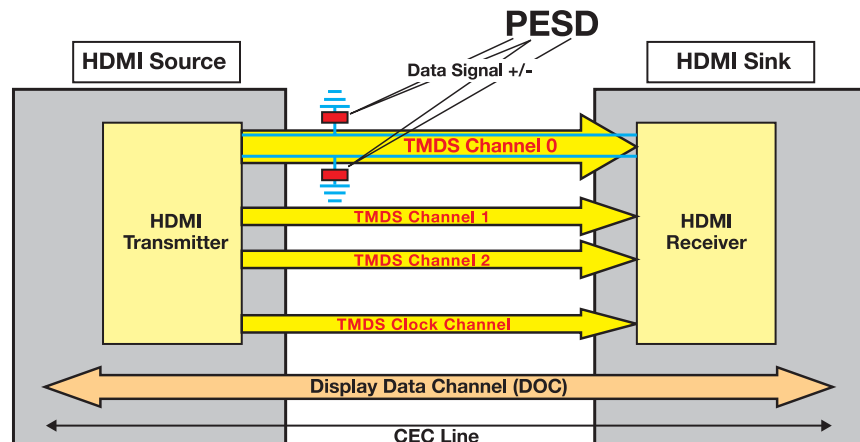 PESD
HDMI Source
Data Signal +/-
HDMI Sink
TMDS Channel 0
HDMI
Transmitter
TMDS Channel 1
TMDS Channel 2
HDMI
Receiver
TMDS Clock Channel
Display Data Channel (DOC)
CEC Line